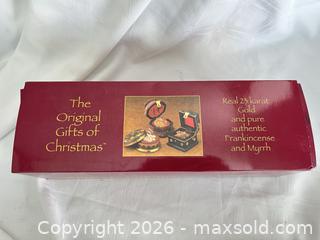 The
Original
Gifts of
Christmas™
Real 23 karat
Gold
and pure
authentic
Frankincense
and Myrrh
Copyright 2026 - maxsold.com